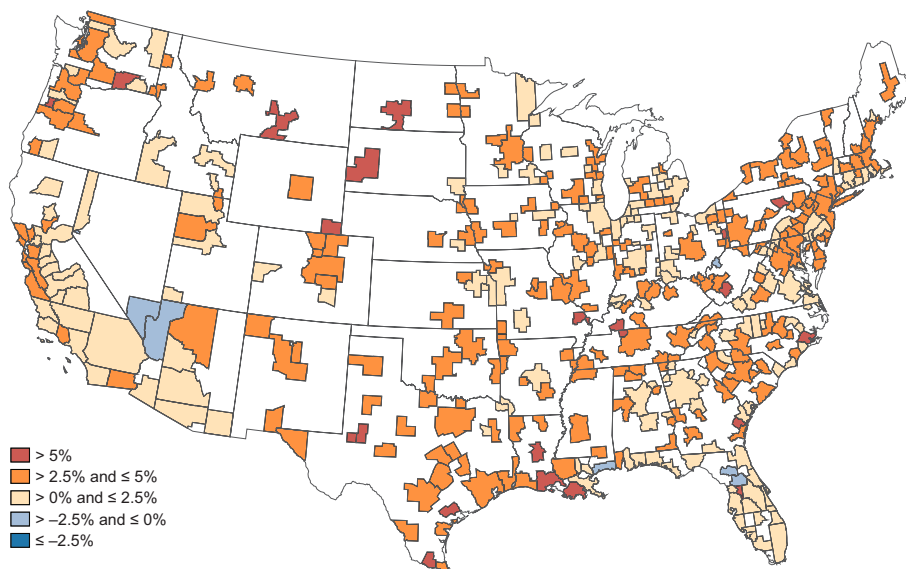 > 5%
> 2.5% and ≤ 5%
> 0% and ≤ 2.5%
> –2.5% and ≤ 0%
≤ –2.5%